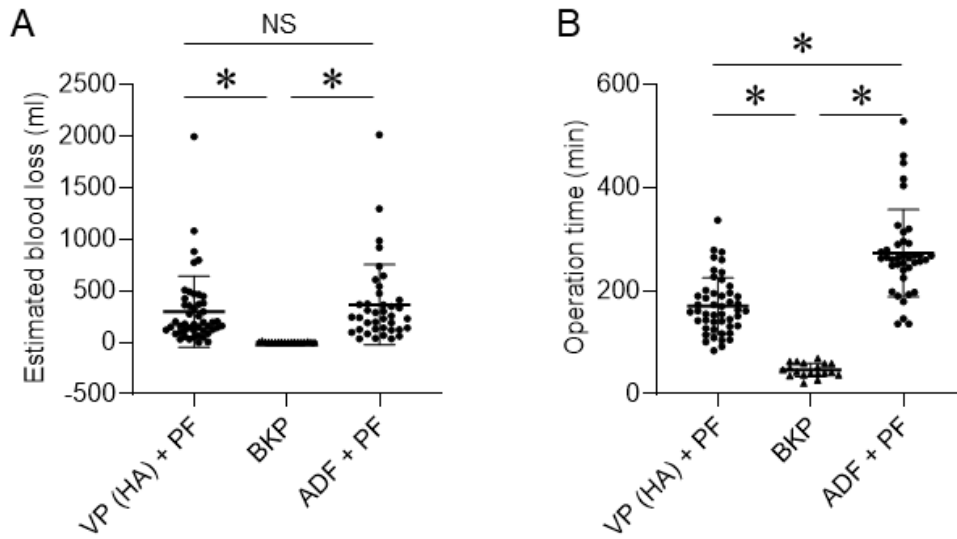 A
NS
* *
Estimated blood loss (ml)
2500
2000
1500
1000
500
0
-500
VP (HA) + PF
BKP
ADF + PF
B
*
* *
Operation time (min)
600
400
200
0
VP (HA) + PF
BKP
ADF + PF